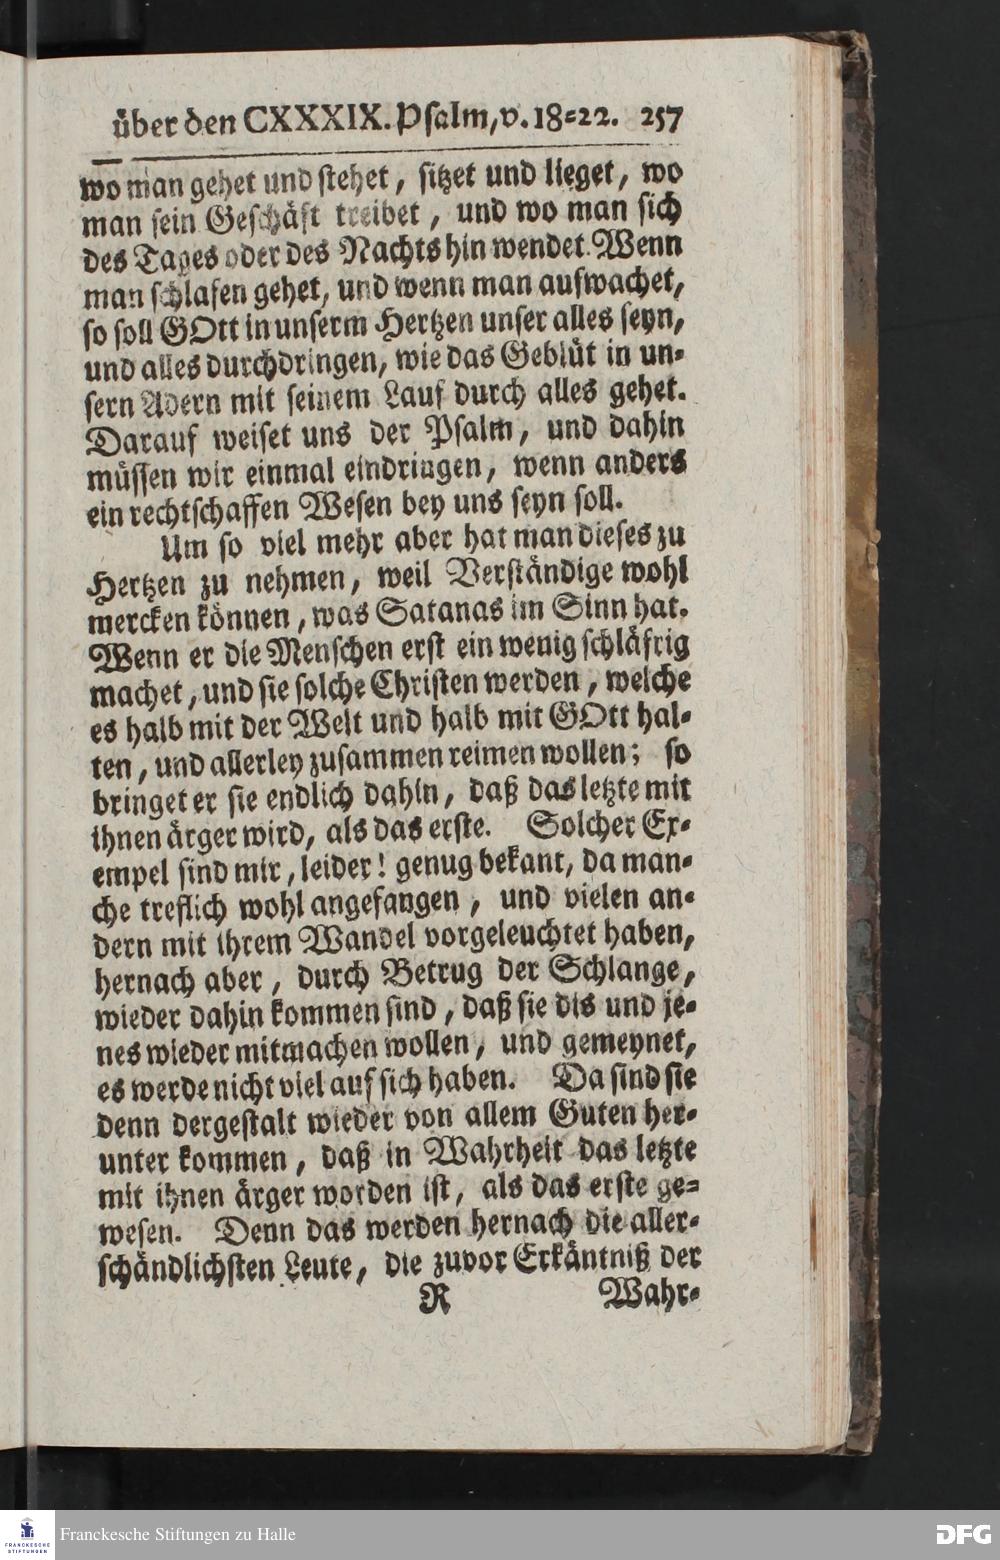 über den CXXXIX. Psalm, v. 18-22. 257
wo man gehet und stehet, sitzet und lieget, wo
man sein Geschäft treibet, und wo man sich
des Tages oder des Nachts hin wendet. Wenn
man schlafen gehet, und wenn man aufwachet,
so soll GOtt in unserm Hertzen unser alles seyn,
und alles durchdringen, wie das Geblüt in un-
sern Adern mit seinem Lauf durch alles gehet.
Darauf weiset uns der Psalm, und dahin
müssen wir einmal eindringen, wenn anders
ein rechtschaffen Wesen bey uns seyn soll.
Um so viel mehr aber hat man dieses zu
Hertzen zu nehmen, weil Verständige wohl
mercken können, was Satanas im Sinn hat.
Wenn er die Menschen erst ein wenig schläfrig
machet, und sie solche Christen werden, welche
es halb mit der Welt und halb mit GOtt hal-
ten, und allerley zusammen reimen wollen; so
bringet er sie endlich dahin, daß das letzte mit
ihnen ärger wird, als das erste. Solcher Ex-
empel sind mir, leider! genug bekant, da man-
che treflich wohl angefangen, und vielen an-
dern mit ihrem Wandel vorgeleuchtet haben,
hernach aber, durch Betrug der Schlange,
wieder dahin kommen sind, daß sie dis und je-
nes wieder mitmachen wollen, und gemeynet,
es werde nicht viel auf sich haben. Da sind sie
denn dergestalt wieder von allem Guten her-
unter kommen, daß in Wahrheit das letzte
mit ihnen ärger worden ist, als das erste ge-
wesen. Denn das werden hernach die aller-
schändlichsten Leute, die zuvor Erkäntniß der
R Wahr-
FRANCKESCHE
STIFTUNGEN
Franckesche Stiftungen zu Halle
DFG